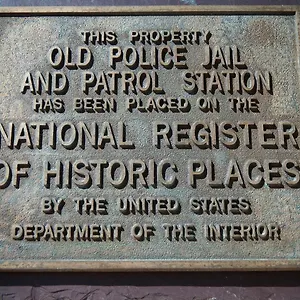 THIS PROPERTY
OLD POLICE JAIL
AND PATROL STATION
HAS BEEN PLACED ON THE
NATIONAL REGISTER
OF HISTORIC PLACES
BY THE UNITED STATES
DEPARTMENT OF THE INTERIOR